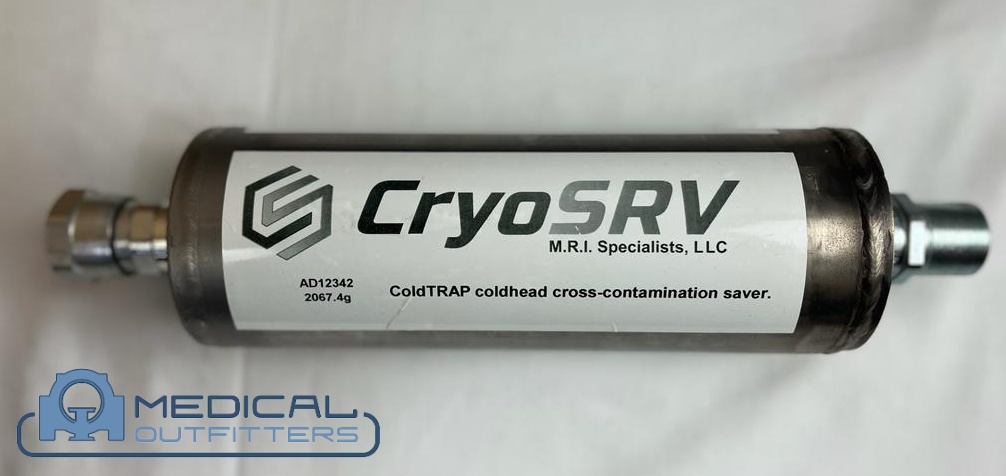 CryoSRV
M.R.I. Specialists, LLC
AD12342
2067.4g
ColdTRAP coldhead cross-contamination saver.
MEDICAL
OUTFITTERS